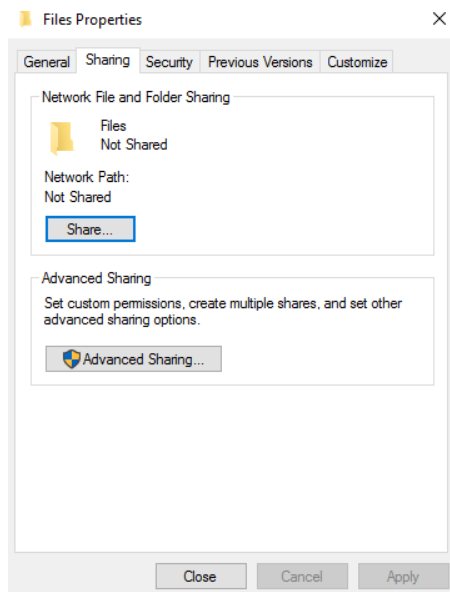 Files Properties
General Sharing Security Previous Versions Customize
Network File and Folder Sharing
Files
Not Shared
Network Path:
Not Shared
Share...
Advanced Sharing
Set custom permissions, create multiple shares, and set other
advanced sharing options.
Advanced Sharing...
Close Cancel Apply